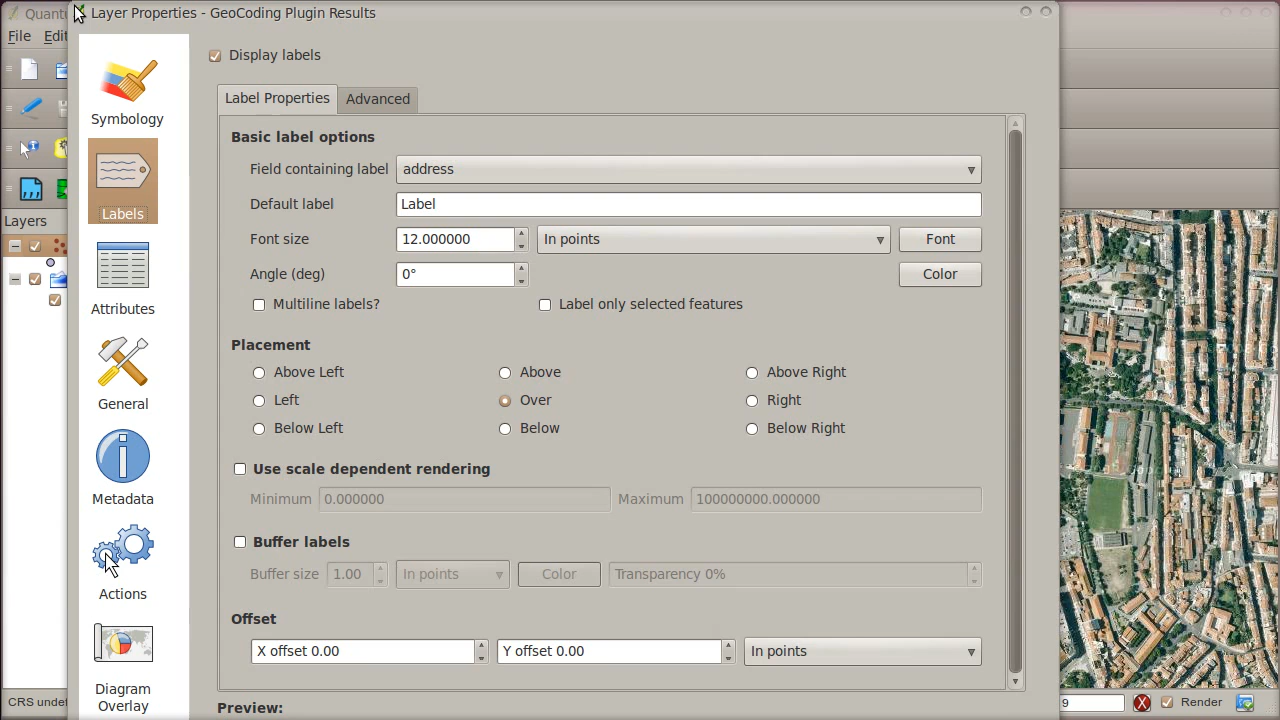 Quantu
Layer Properties - GeoCoding Plugin Results
File Edit
Display labels
Symbology
Label Properties Advanced
Basic label options
Field containing label address
Labels
Default label Label
Layers
Font size 12.000000 In points Font
Angle (deg) 0° Color
Attributes
Multiline labels? Label only selected features
Placement
Above Left Above Above Right
Left Over Right
General
Below Left Below Below Right
Use scale dependent rendering
Metadata
Minimum 0.000000 Maximum 100000000.000000
Buffer labels
Buffer size 1.00 In points Color Transparency 0%
Actions
Offset
X offset 0.00 Y offset 0.00 In points
Diagram
Overlay
CRS undef
9 Render
Preview: